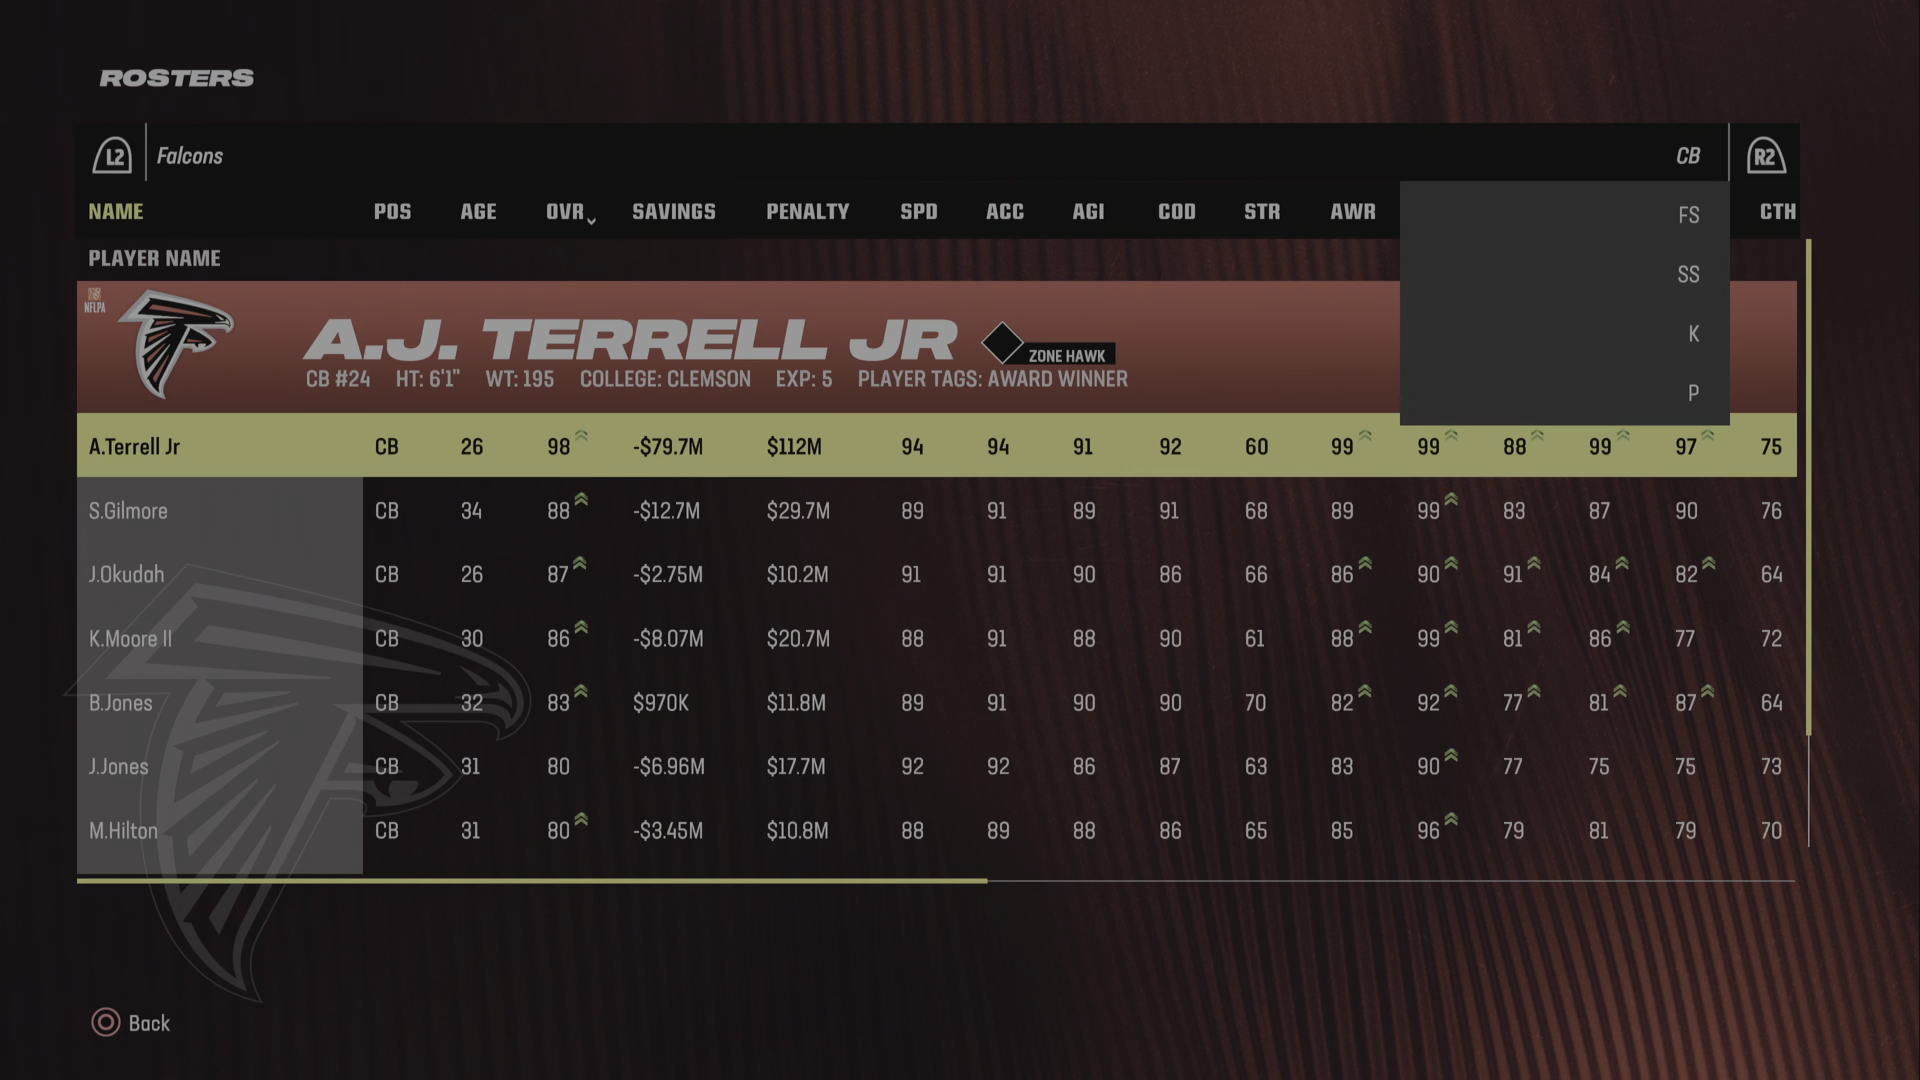 ROSTERS
L2 Falcons CB R2
NAME POS AGE OVR SAVINGS PENALTY SPD ACC AGI COD STR AWR CTH
FS
SS
K
P
PLAYER NAME
NFLPA
A.J. TERRELL JR ZONE HAWK
CB #24 HT: 6'1" WT: 195 COLLEGE: CLEMSON EXP: 5 PLAYER TAGS: AWARD WINNER
A.Terrell Jr CB 26 98 -$79.7M $112M 94 94 91 92 60 99 99 88 99 97 75
S.Gilmore CB 34 88 -$12.7M $29.7M 89 91 89 91 68 89 99 83 87 90 76
J.Okudah CB 26 87 -$2.75M $10.2M 91 91 90 86 66 86 90 91 84 82 64
K.Moore II CB 30 86 -$8.07M $20.7M 88 91 88 90 61 88 99 81 86 77 72
B.Jones CB 32 83 $970K $11.8M 89 91 90 90 70 82 92 77 81 87 64
J.Jones CB 31 80 -$6.96M $17.7M 92 92 86 87 63 83 90 77 75 75 73
M.Hilton CB 31 80 -$3.45M $10.8M 88 89 88 86 65 85 96 79 81 79 70
Back